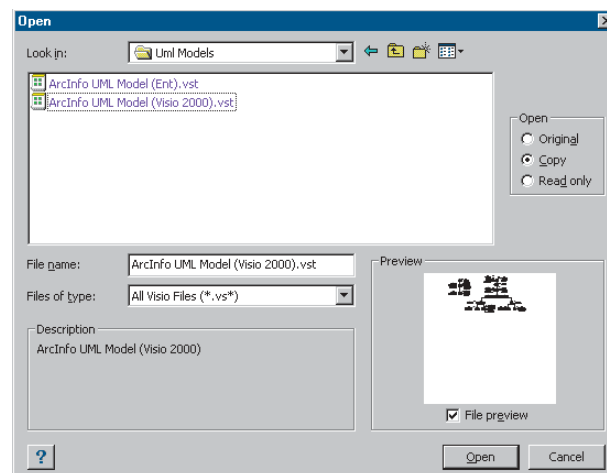 Open
Look in: Uml Models
ArcInfo UML Model (Ent).vst
ArcInfo UML Model (Visio 2000).vst
Open
Original
Copy
Read only
File name: ArcInfo UML Model (Visio 2000).vst
Files of type: All Visio Files (*.vs*)
Description
ArcInfo UML Model (Visio 2000)
Preview
File preview
?
Open Cancel